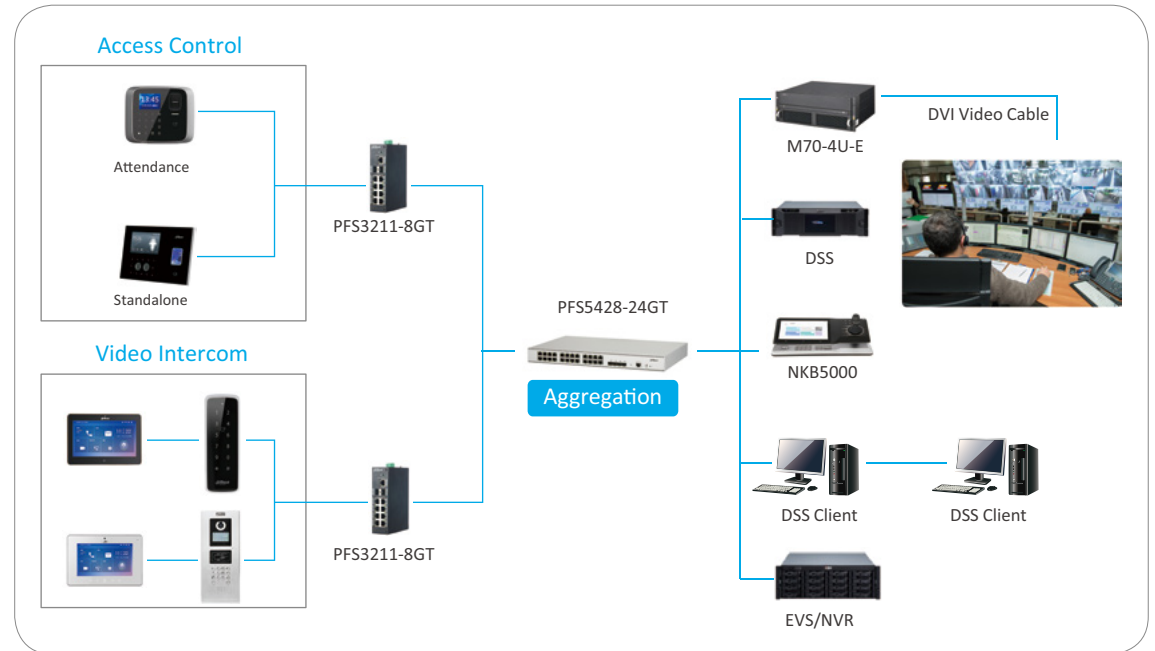 Access Control
Attendance
Standalone
PFS3211-8GT
Video Intercom
PFS3211-8GT
PFS5428-24GT
Aggregation
M70-4U-E
DVI Video Cable
DSS
NKB5000
DSS Client
DSS Client
EVS/NVR